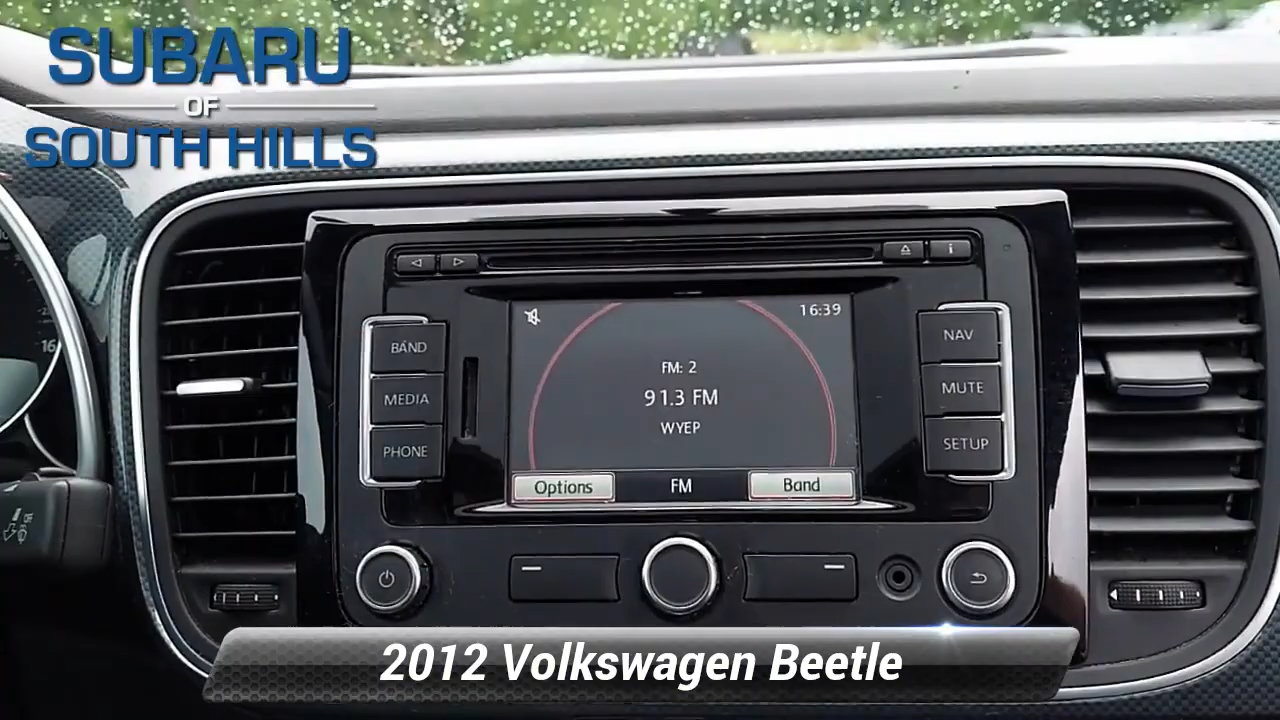 SUBARU
OF
SOUTH HILLS
i
16:39
BAND
MEDIA
PHONE
NAV
MUTE
SETUP
FM: 2
91.3 FM
WYEP
Options
FM
Band
16
2012 Volkswagen Beetle